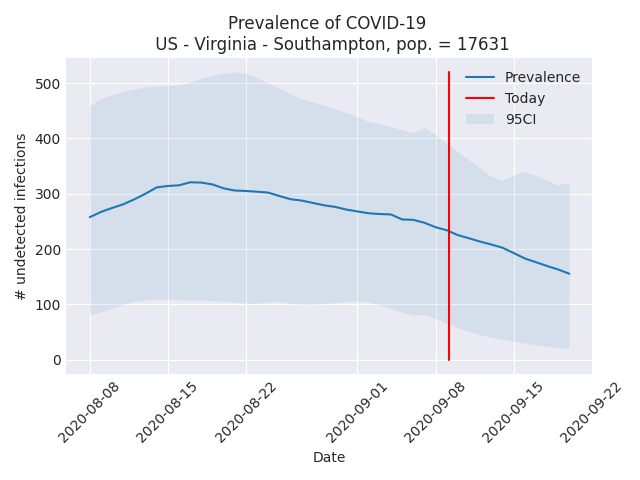 Prevalence of COVID-19
US - Virginia - Southampton, pop. = 17631
# undetected infections
500
400
300
200
100
0
Prevalence
Today
95CI
2020-08-08
2020-08-15
2020-08-22
2020-09-01
2020-09-08
2020-09-15
2020-09-22
Date